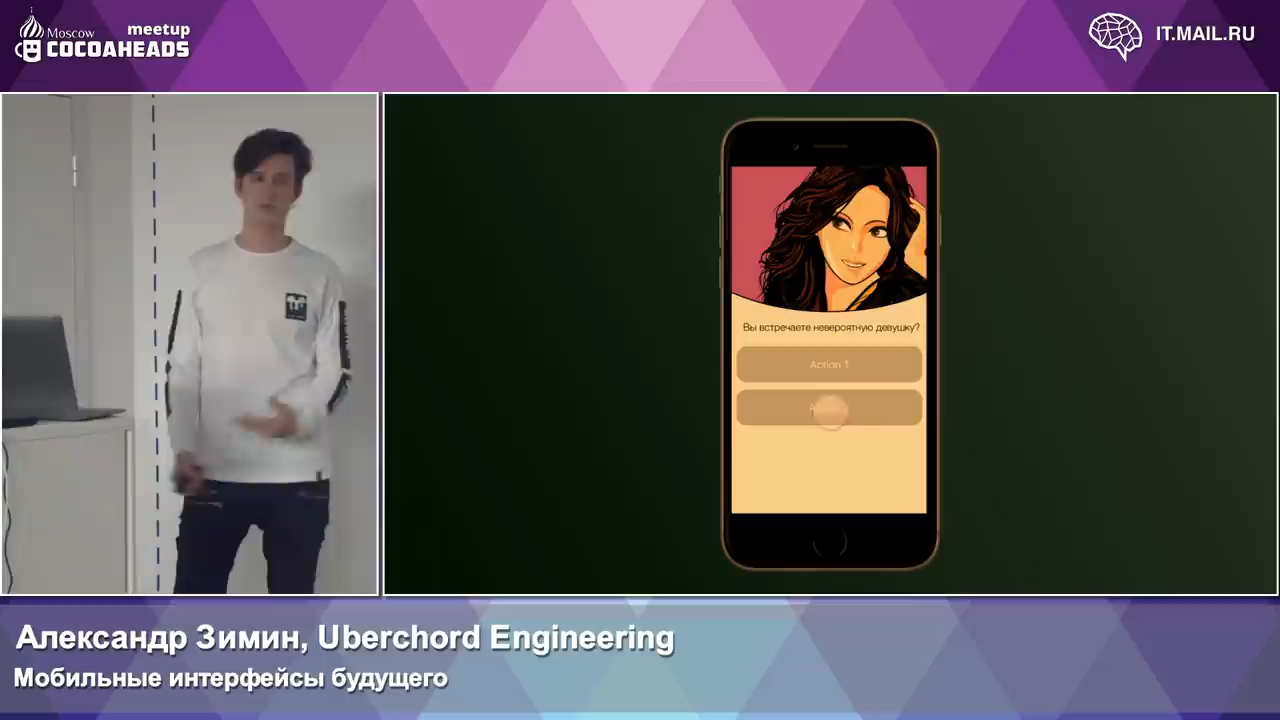 Moscow meetup
COCOAHEADS
IT.MAIL.RU
Вы встречаете невероятную девушку?
Action 1
Александр Зимин, Uberchord Engineering
Мобильные интерфейсы будущего